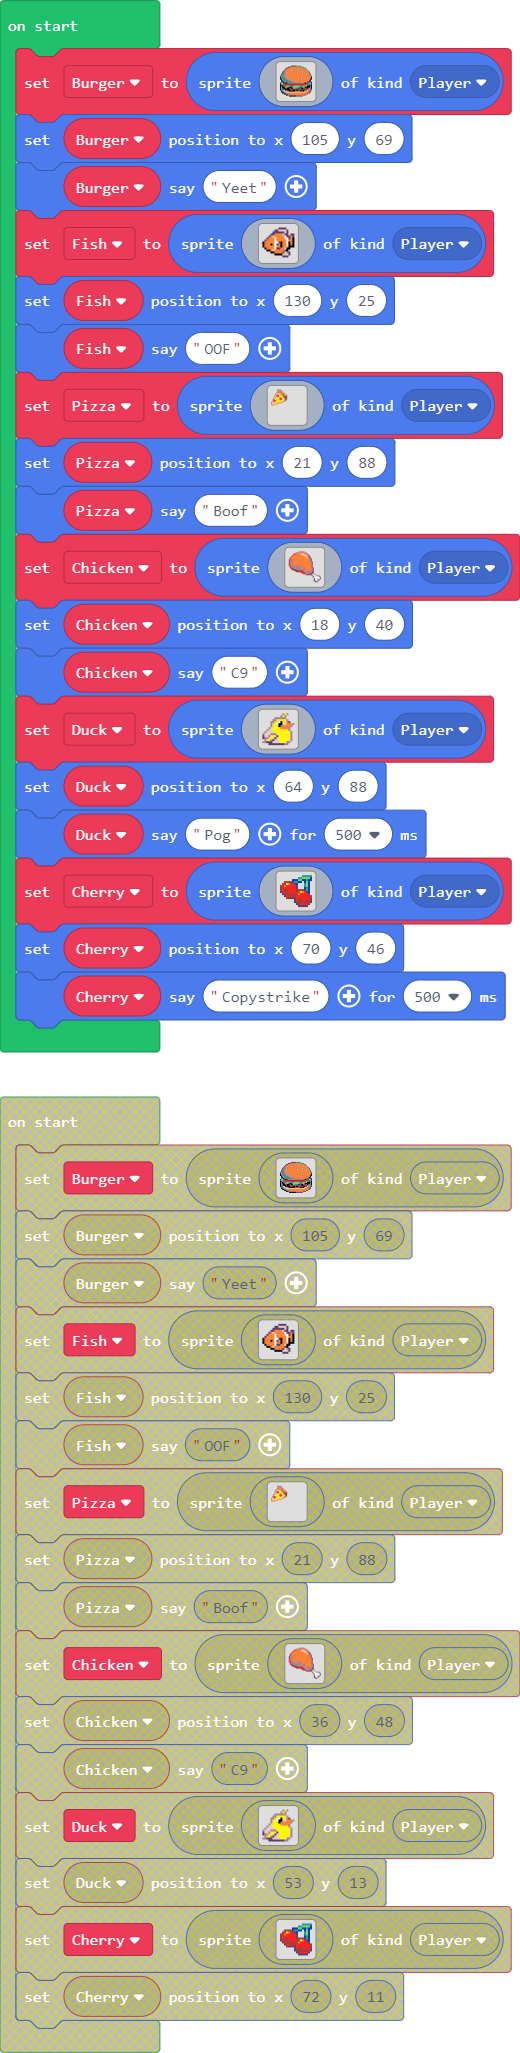 on start
set Burger to sprite of kind Player
set Burger position to x 105 y 69
Burger say "Yeet"
set Fish to sprite of kind Player
set Fish position to x 130 y 25
Fish say "OOF"
set Pizza to sprite of kind Player
set Pizza position to x 21 y 88
Pizza say "Boof"
set Chicken to sprite of kind Player
set Chicken position to x 18 y 40
Chicken say "C9"
set Duck to sprite of kind Player
set Duck position to x 64 y 88
Duck say "Pog" for 500 ms
set Cherry to sprite of kind Player
set Cherry position to x 70 y 46
Cherry say "Copystrike" for 500 ms
on start
set Burger to sprite of kind Player
set Burger position to x 105 y 69
Burger say "Yeet"
set Fish to sprite of kind Player
set Fish position to x 130 y 25
Fish say "OOF"
set Pizza to sprite of kind Player
set Pizza position to x 21 y 88
Pizza say "Boof"
set Chicken to sprite of kind Player
set Chicken position to x 36 y 48
Chicken say "C9"
set Duck to sprite of kind Player
set Duck position to x 53 y 13
set Cherry to sprite of kind Player
set Cherry position to x 72 y 11